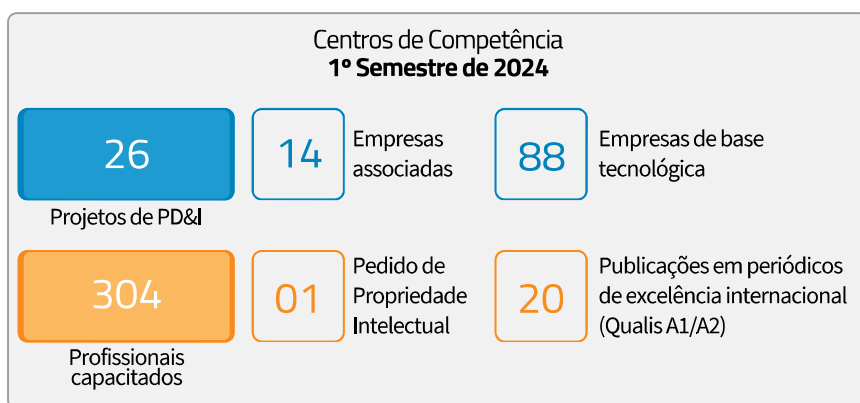 Centros de Competência
1º Semestre de 2024
26
Projetos de PD&I
14
Empresas
associadas
88
Empresas de base
tecnológica
304
Profissionais
capacitados
01
Pedido de
Propriedade
Intelectual
20
Publicações em periódicos
de excelência internacional
(Qualis A1/A2)